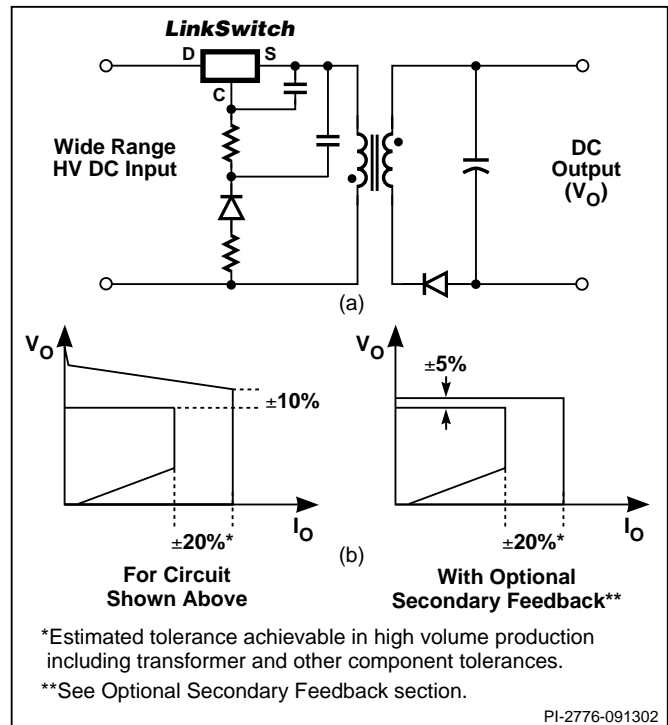 LinkSwitch
D
S
C
Wide Range
HV DC Input
DC
Output
(VO)
(a)
VO
±10%
IO
±20%*
VO
±5%
IO
±20%*
(b)
For Circuit
Shown Above
With Optional
Secondary Feedback**
*Estimated tolerance achievable in high volume production
including transformer and other component tolerances.
**See Optional Secondary Feedback section.
PI-2776-091302